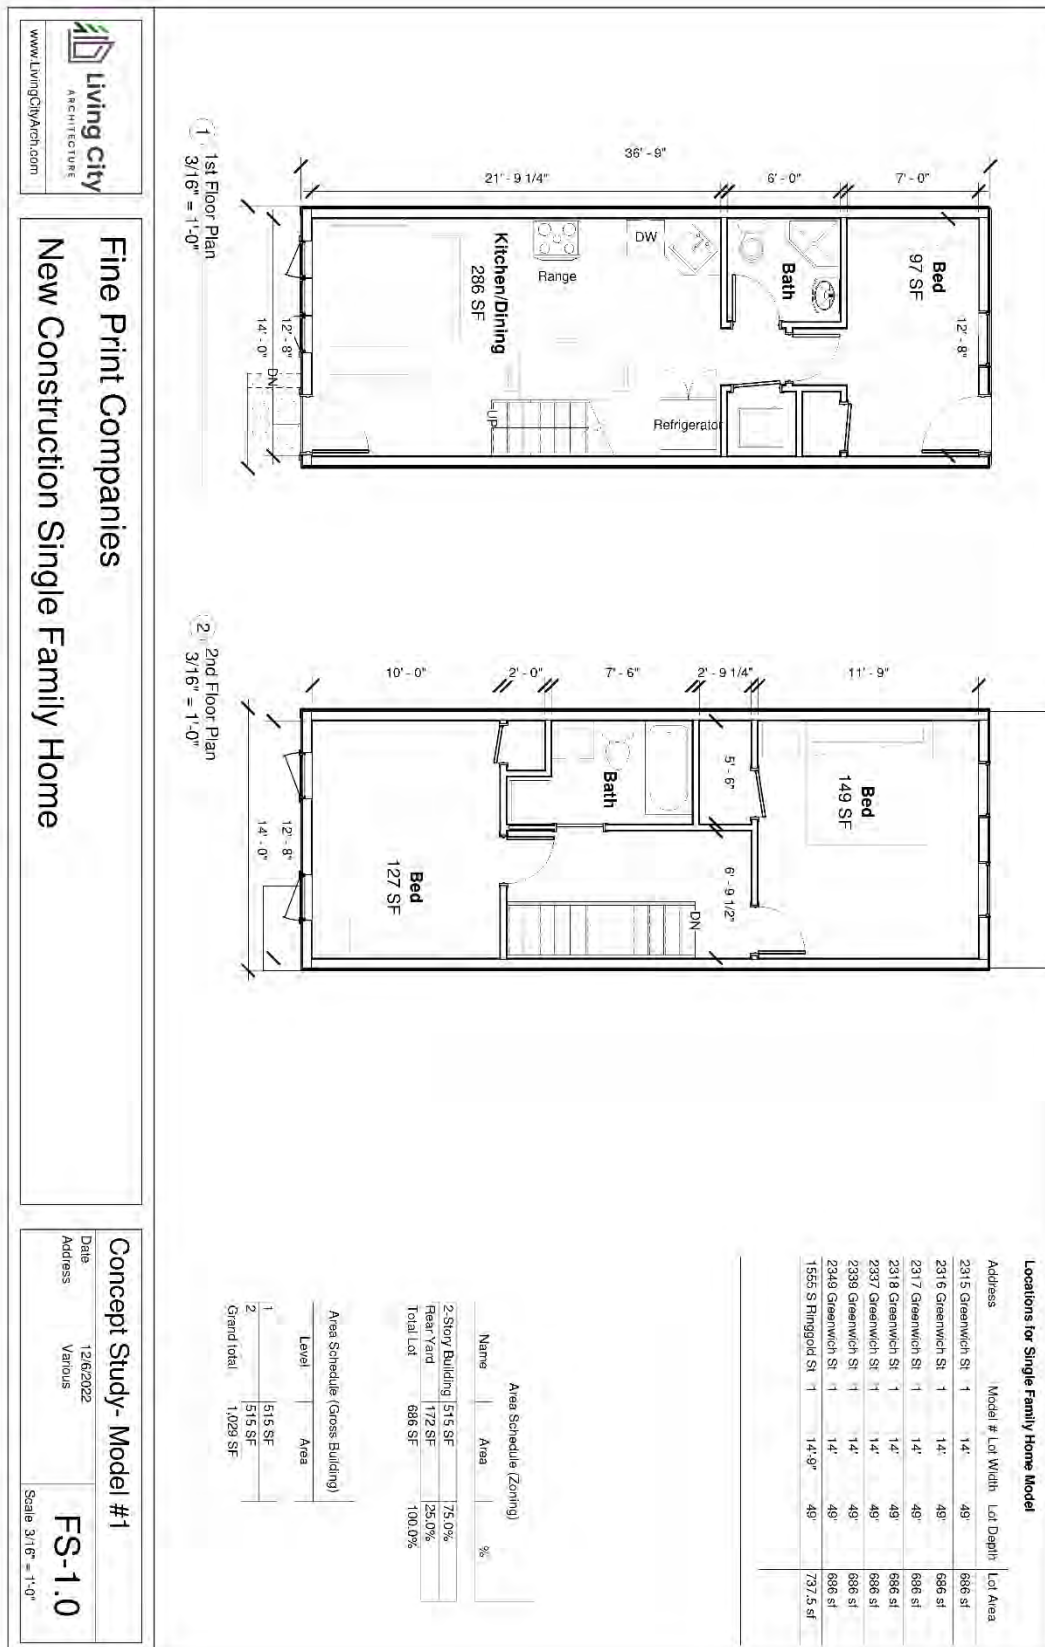 Living City
ARCHITECTURE
www.LivingCityArch.com
Fine Print Companies
New Construction Single Family Home
Concept Study- Model #1
Date 12/6/2022
Address Various
FS-1.0
Scale 3/16" = 1'-0"
1 1st Floor Plan
3/16" = 1'-0"
36' - 9"
21' - 9 1/4"
6' - 0"
7' - 0"
Kitchen/Dining
286 SF
Range
DW
Bath
Bed
97 SF
12' - 8"
Refrigerator
UP
DN
12' - 8"
14' - 0"
2 2nd Floor Plan
3/16" = 1'-0"
10' - 0"
2' - 0"
7' - 6"
2' - 9 1/4"
11' - 9"
Bath
5' - 6"
Bed
149 SF
Bed
127 SF
6' - 9 1/2"
DN
12' - 8"
14' - 0"
Locations for Single Family Home Model
Address Model # Lot Width Lot Depth Lot Area
2315 Greenwich St 1 14' 49' 686 sf
2316 Greenwich St 1 14' 49' 686 sf
2317 Greenwich St 1 14' 49' 686 sf
2318 Greenwich St 1 14' 49' 686 sf
2337 Greenwich St 1 14' 49' 686 sf
2339 Greenwich St 1 14' 49' 686 sf
2349 Greenwich St 1 14' 49' 686 sf
1555 S Ringgold St 1 14'-9" 49' 737.5 sf
Area Schedule (Zoning)
Name Area %
2-Story Building 515 SF 75.0%
Rear Yard 172 SF 25.0%
Total Lot 686 SF 100.0%
Area Schedule (Gross Building)
Level Area
1 515 SF
2 515 SF
Grand total 1,029 SF